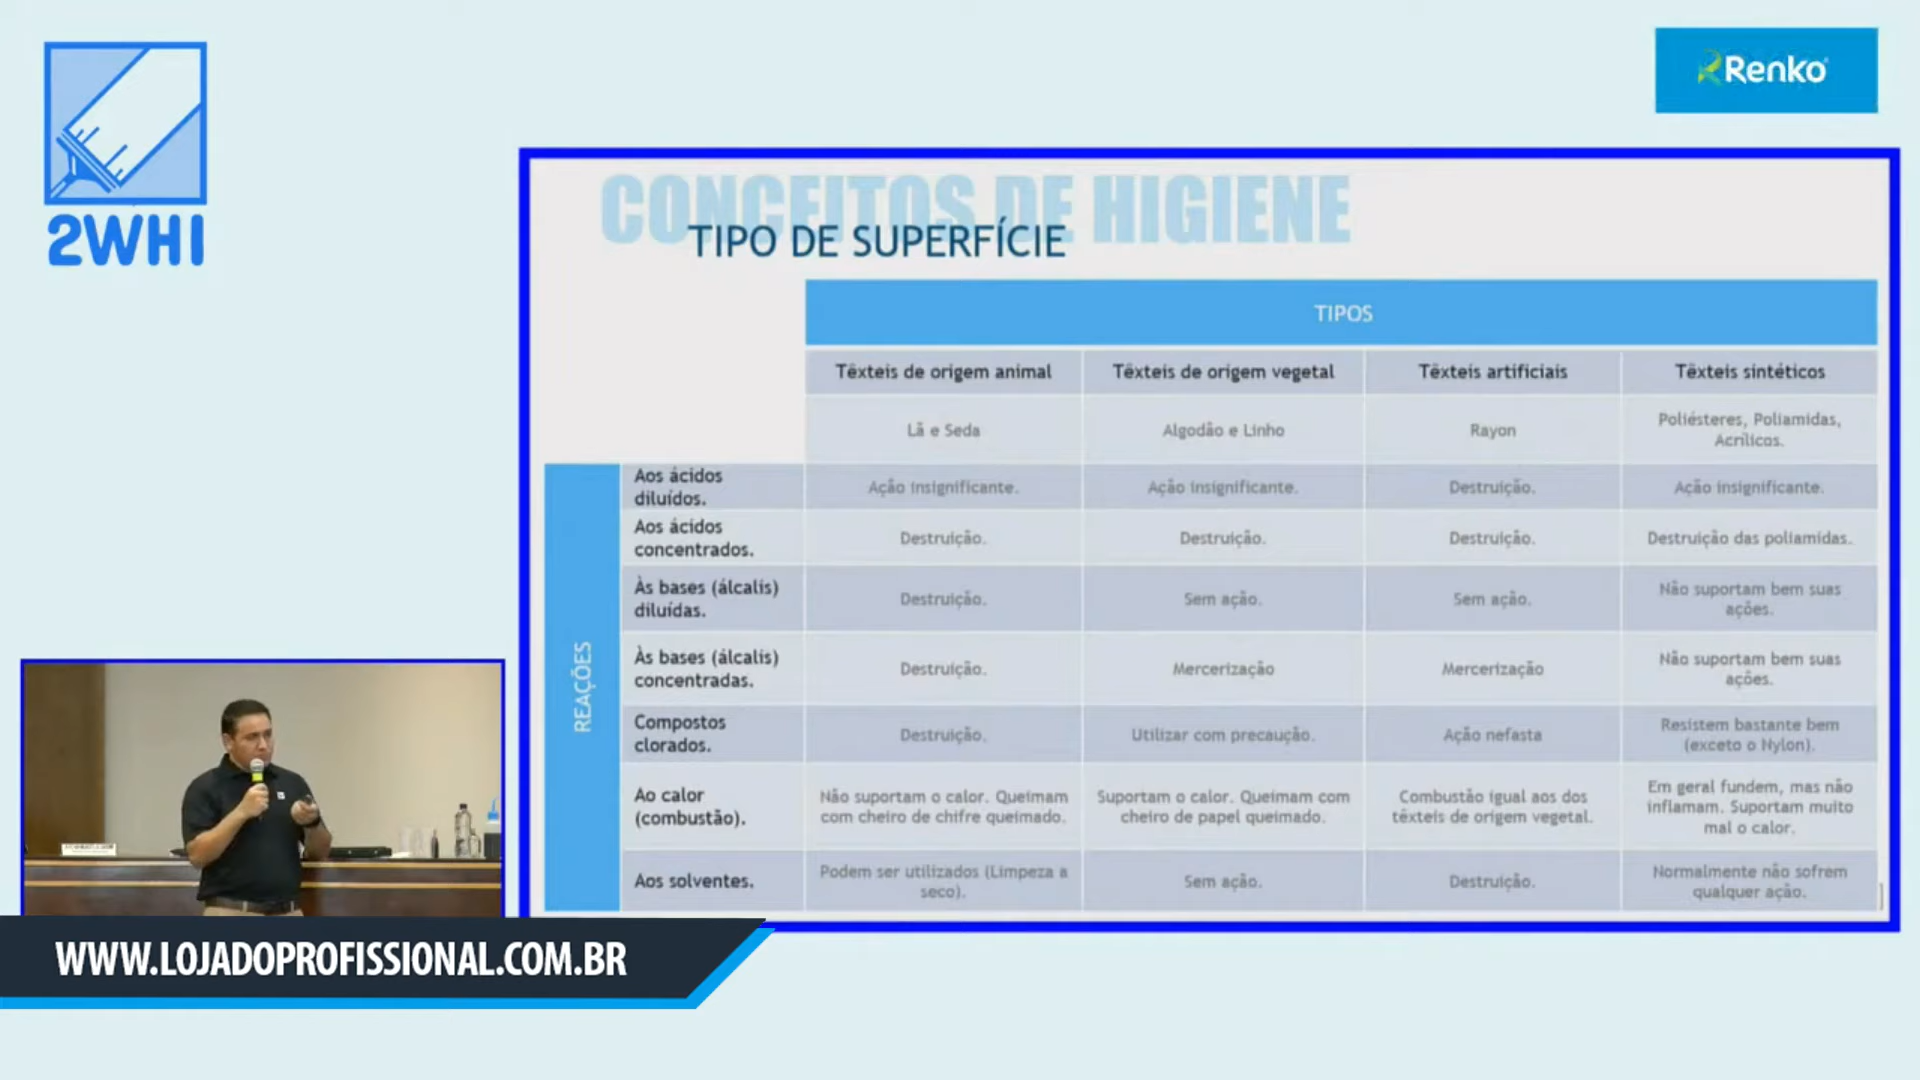 2WHI
Renko
CONCEITOS DE HIGIENE
TIPO DE SUPERFÍCIE
TIPOS
Têxteis de origem animal
Têxteis de origem vegetal
Têxteis artificiais
Têxteis sintéticos
Lã e Seda
Algodão e Linho
Rayon
Poliésteres, Poliamidas,
Acrílicos.
REAÇÕES
Aos ácidos
diluídos.
Ação insignificante.
Ação insignificante.
Destruição.
Ação insignificante.
Aos ácidos
concentrados.
Destruição.
Destruição.
Destruição.
Destruição das poliamidas.
Às bases (álcalis)
diluídas.
Destruição.
Sem ação.
Sem ação.
Não suportam bem suas
ações.
Às bases (álcalis)
concentradas.
Destruição.
Mercerização
Mercerização
Não suportam bem suas
ações.
Compostos
clorados.
Destruição.
Utilizar com precaução.
Ação nefasta
Resistem bastante bem
(exceto o Nylon).
Ao calor
(combustão).
Não suportam o calor. Queimam
com cheiro de chifre queimado.
Suportam o calor. Queimam com
cheiro de papel queimado.
Combustão igual aos dos
têxteis de origem vegetal.
Em geral fundem, mas não
inflamam. Suportam muito
mal o calor.
Aos solventes.
Podem ser utilizados (Limpeza a
seco).
Sem ação.
Destruição.
Normalmente não sofrem
qualquer ação.
WWW.LOJADOPROFISSIONAL.COM.BR